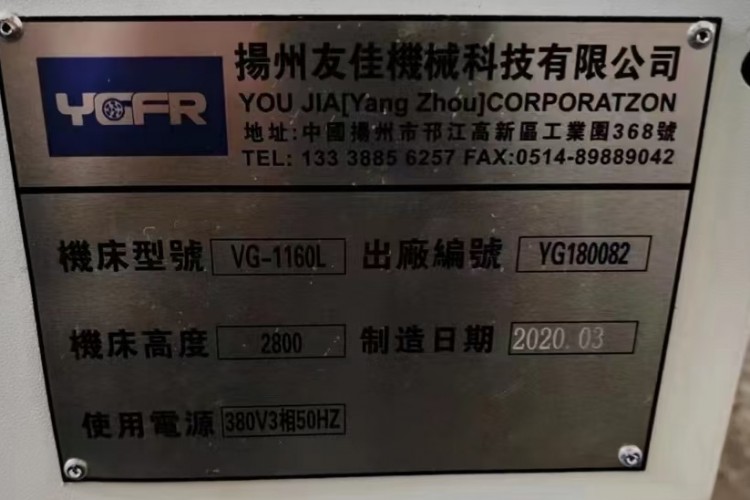 YGFR
揚州友佳機械科技有限公司
YOU JIA[Yang Zhou]CORPORATZON
地址:中國揚州市邗江高新區工業園368號
TEL: 133 3885 6257 FAX:0514-89889042
機床型號 VG-1160L 出廠編號 YG180082
機床高度 2800 制造日期 2020.03
使用電源 380V3相50HZ